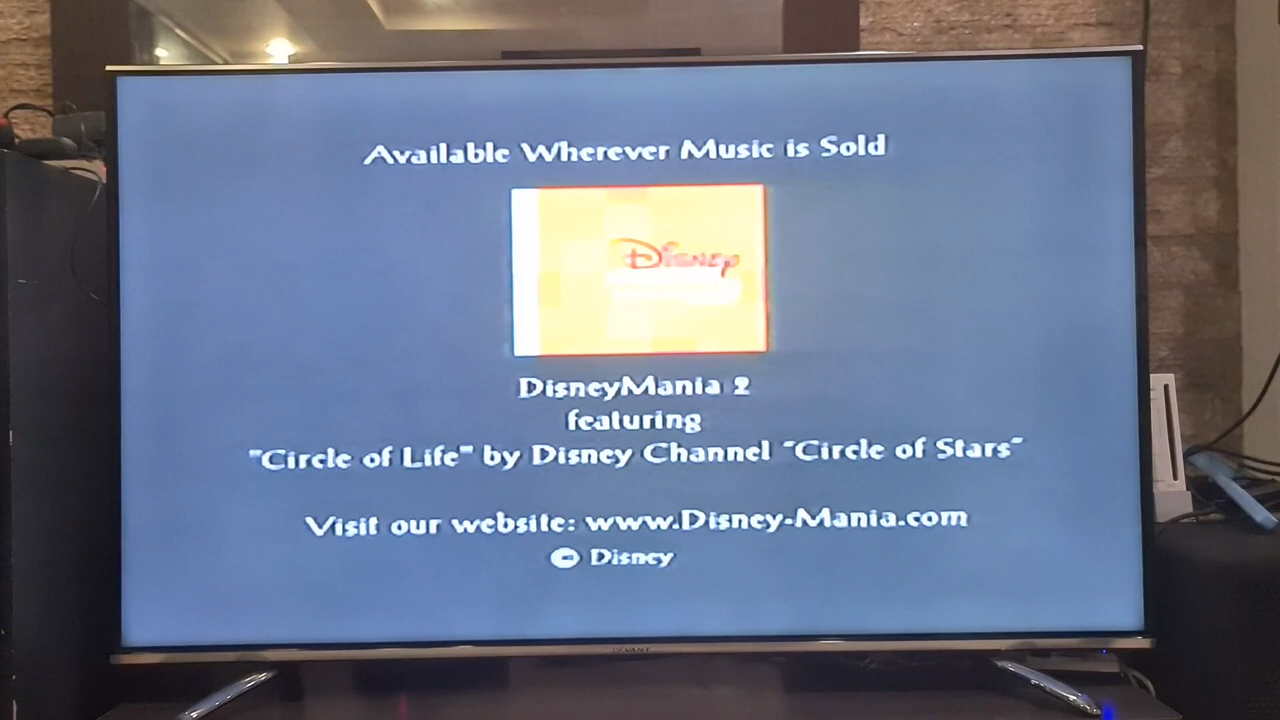 Available Wherever Music is Sold
Disney
DisneyMania 2
featuring
"Circle of Life" by Disney Channel "Circle of Stars"
Visit our website: www.Disney-Mania.com
© Disney
DEVANT